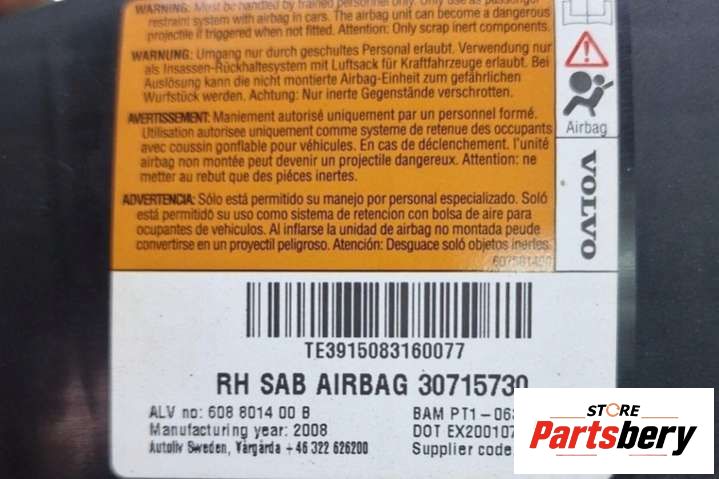 WARNING: Must be handled by trained personnel only. Only use as passenger
restraint system with airbag in cars. The airbag unit can become a dangerous
projectile if triggered when not fitted. Attention: Only scrap inert components.
WARNUNG: Umgang nur durch geschultes Personal erlaubt. Verwendung nur
als Insassen-Rückhaltesystem mit Luftsack für Kraftfahrzeuge erlaubt. Bei
Auslösung kann die nicht montierte Airbag-Einheit zum gefährlichen
Wurfstück werden. Achtung: Nur inerte Gegenstände verschrotten.
AVERTISSEMENT: Maniement autorisé uniquement par un personnel formé.
Utilisation autorisee uniquement comme systeme de retenue des occupants
avec coussin gonflable pour véhicules. En cas de déclenchement. l'unité
airbag non montée peut devenir un projectile dangereux. Attention: ne
metter au rebut que des piéces inertes.
ADVERTENCIA: Sólo está permitido su manejo por personal especializado. Soló
está permitido su uso como sistema de retención con bolsa de aire para
ocupantes de vehículos. Al inflarse la unidad de airbag no montada peude
convertirse en un proyectil peligroso. Atención: Desguace soló objetos inertes
607581400
Airbag
VOLVO
TE3915083160077
RH SAB AIRBAG 30715730
ALV no: 608 8014 00 B
Manufacturing year: 2008
Autoliv Sweden, Vårgårda +46 322 626200
BAM PT1-063
DOT EX200107
Supplier code
STORE
Partsbery